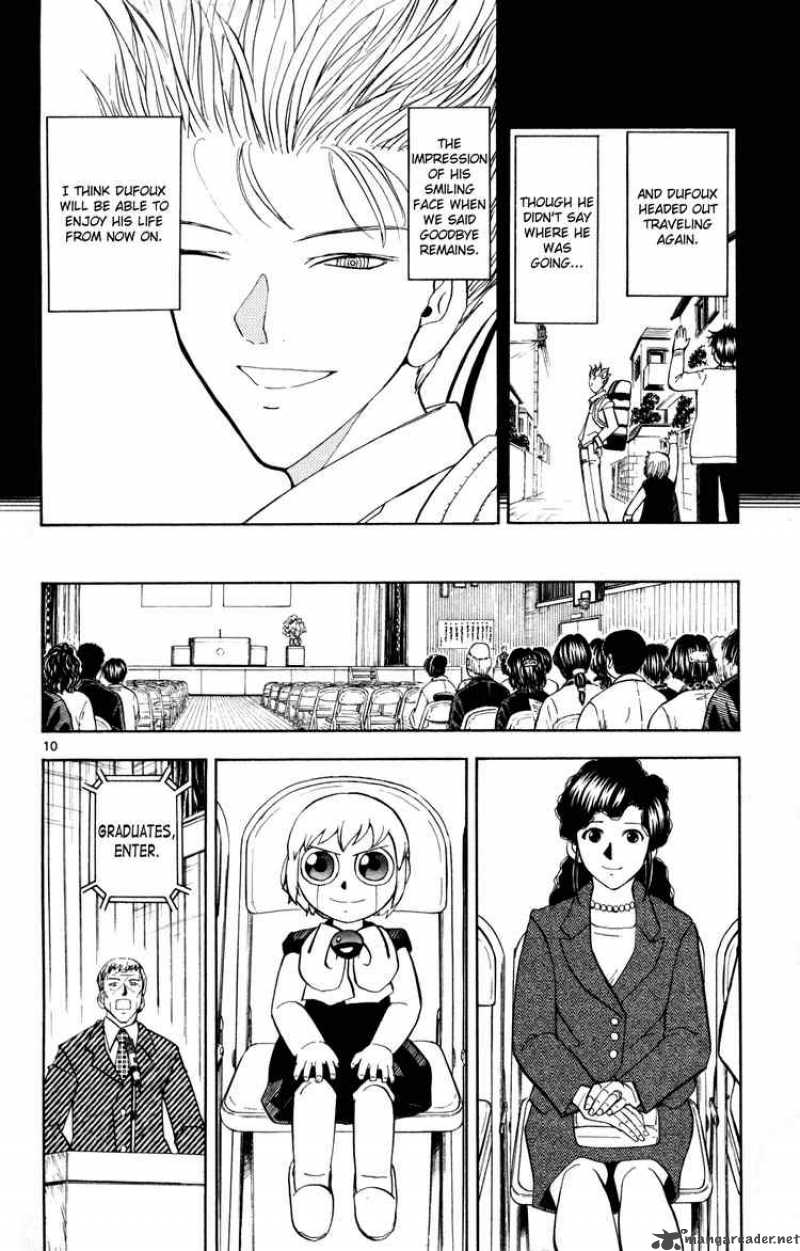 AND DUFOUX
HEADED OUT
TRAVELING
AGAIN.
THOUGH HE
DIDN'T SAY
WHERE HE
WAS
GOING...
THE
IMPRESSION
OF HIS
SMILING
FACE WHEN
WE SAID
GOODBYE
REMAINS.
I THINK DUFOUX
WILL BE ABLE TO
ENJOY HIS LIFE
FROM NOW ON.
10
GRADUATES,
ENTER.
mangareader.net